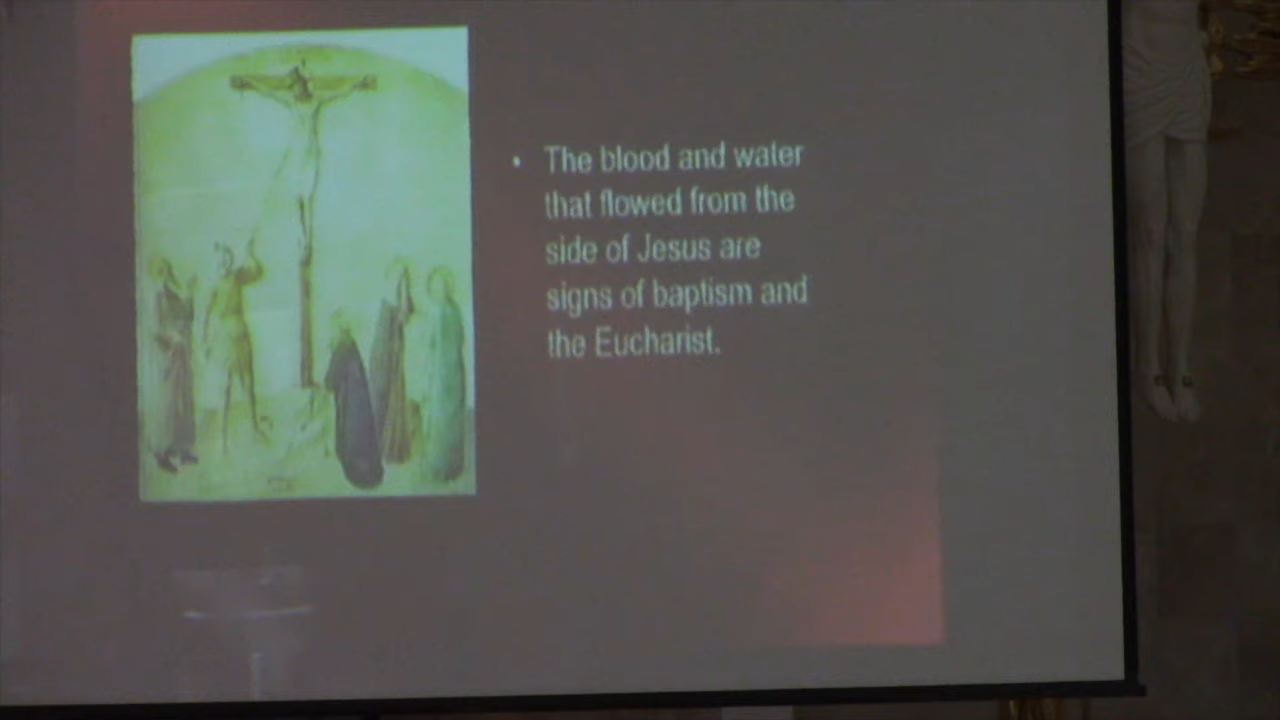 • The blood and water
that flowed from the
side of Jesus are
signs of baptism and
the Eucharist.